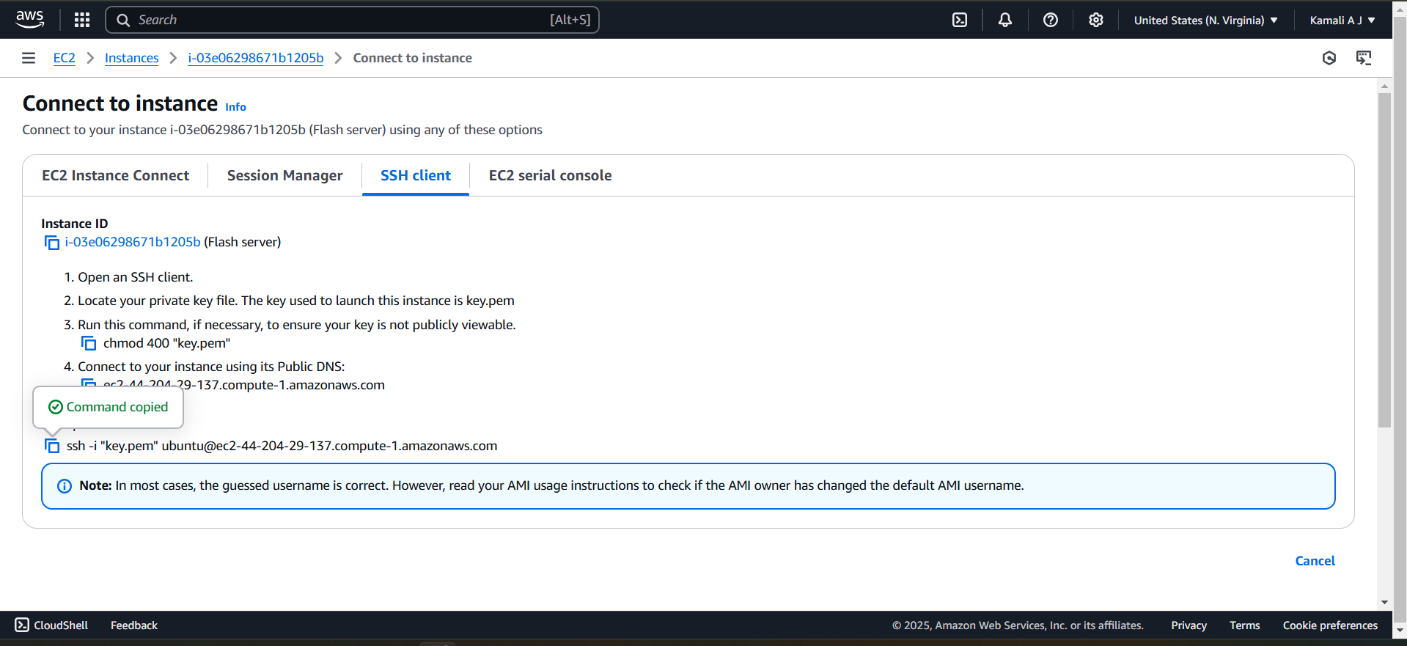 aws
Search [Alt+S]
United States (N. Virginia) ▼
Kamali A J ▼
EC2 > Instances > i-03e06298671b1205b > Connect to instance
Connect to instance Info
Connect to your instance i-03e06298671b1205b (Flash server) using any of these options
EC2 Instance Connect
Session Manager
SSH client
EC2 serial console
Instance ID
i-03e06298671b1205b (Flash server)
1. Open an SSH client.
2. Locate your private key file. The key used to launch this instance is key.pem
3. Run this command, if necessary, to ensure your key is not publicly viewable.
chmod 400 "key.pem"
4. Connect to your instance using its Public DNS:
ec2-44-204-29-137.compute-1.amazonaws.com
Command copied
ssh -i "key.pem" ubuntu@ec2-44-204-29-137.compute-1.amazonaws.com
Note: In most cases, the guessed username is correct. However, read your AMI usage instructions to check if the AMI owner has changed the default AMI username.
Cancel
CloudShell
Feedback
© 2025, Amazon Web Services, Inc. or its affiliates.
Privacy
Terms
Cookie preferences